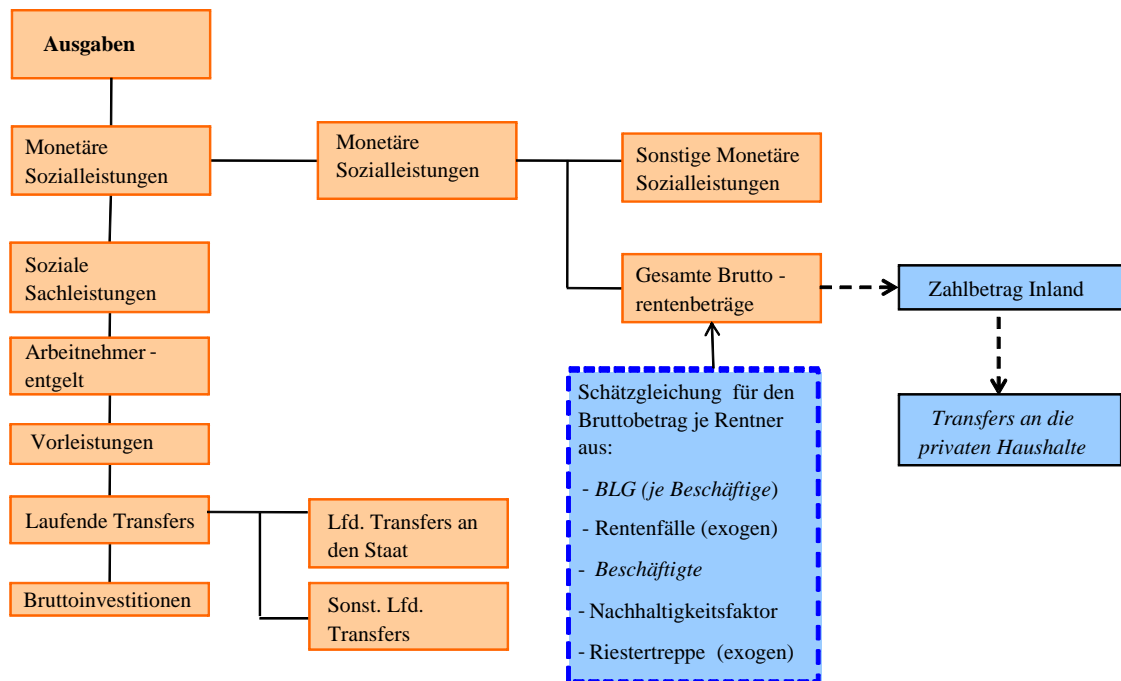 Ausgaben
Monetäre
Sozialleistungen
Monetäre
Sozialleistungen
Sonstige Monetäre
Sozialleistungen
Soziale
Sachleistungen
Gesamte Brutto -
rentenbeträge
Zahlbetrag Inland
Arbeitnehmer -
entgelt
Schätzgleichung für den
Bruttobetrag je Rentner
aus:
- BLG (je Beschäftige)
- Rentenfälle (exogen)
- Beschäftigte
- Nachhaltigkeitsfaktor
- Riestertreppe (exogen)
Transfers an die
privaten Haushalte
Vorleistungen
Laufende Transfers
Lfd. Transfers an
den Staat
Bruttoinvestitionen
Sonst. Lfd.
Transfers